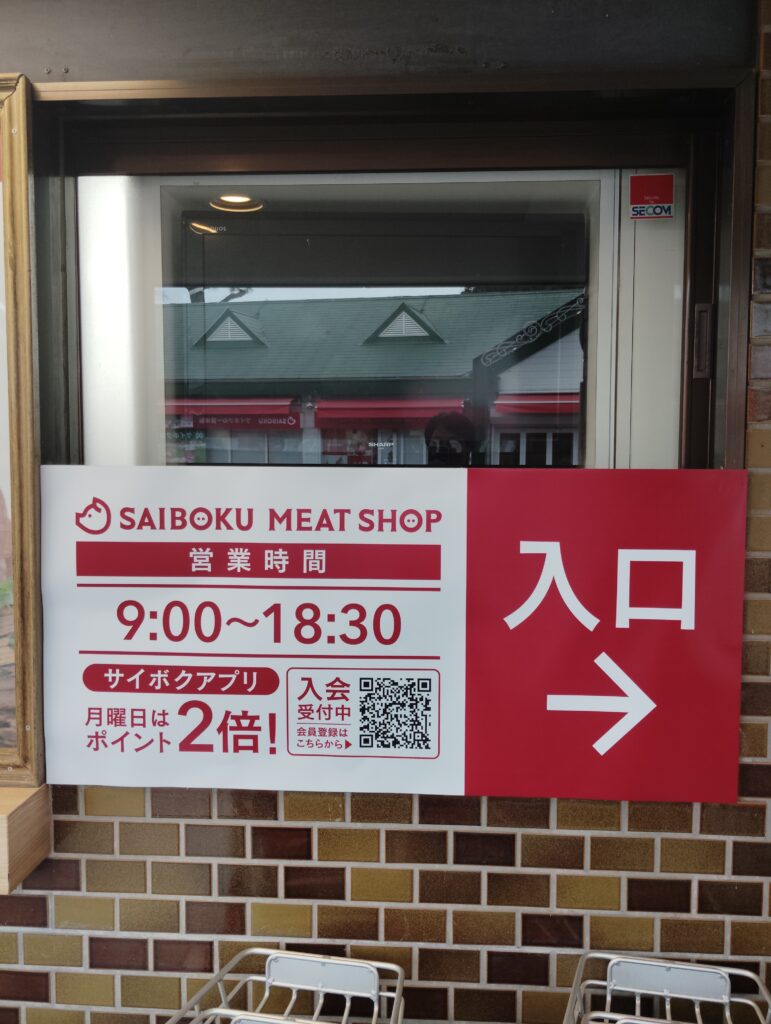 SECOM
SHARP
SAIBOKU MEAT SHOP
営業時間
9:00〜18:30
サイボクアプリ
月曜日は
ポイント2倍!
入会
受付中
会員登録は
こちらから▶
入口
→